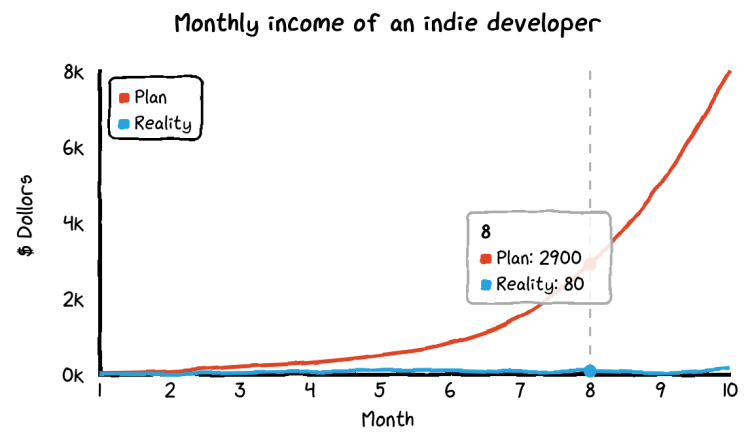 Monthly income of an indie developer
8k
Plan
Reality
6k
4k
$ Dollors
8
Plan: 2900
Reality: 80
2k
0k
1 2 3 4 5 6 7 8 9 10
Month